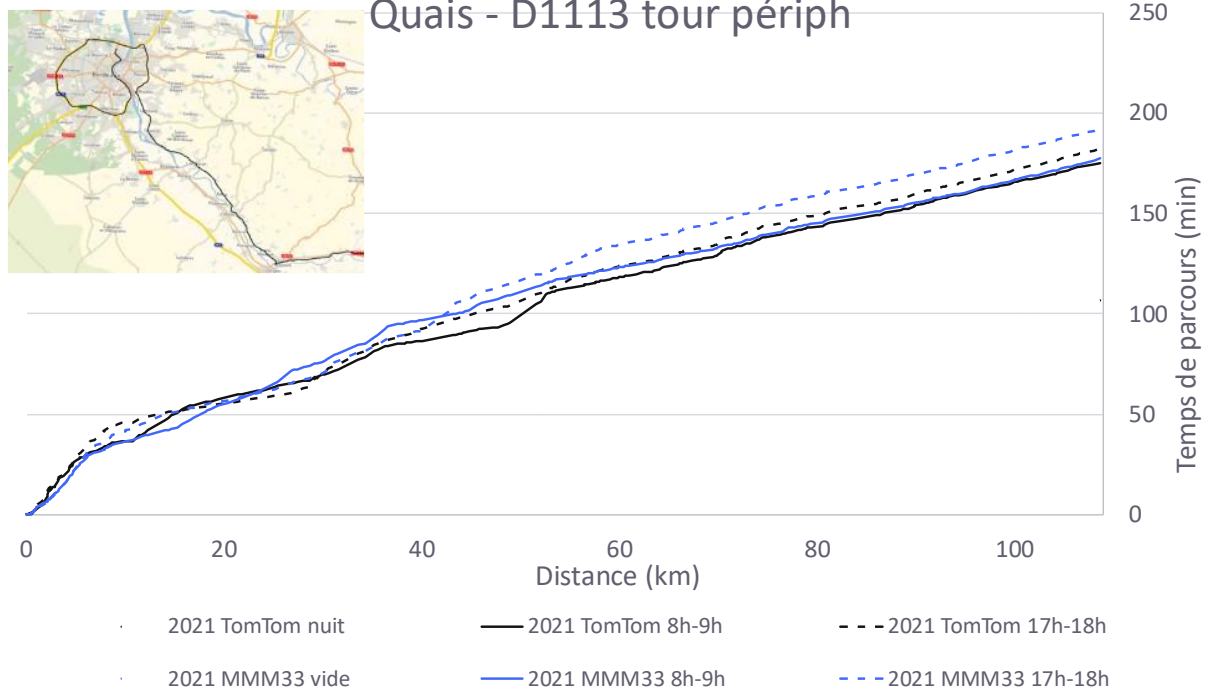 Quais - D1113 tour périph
250
200
150
100
50
0
Temps de parcours (min)
0 20 40 60 80 100
Distance (km)
2021 TomTom nuit 2021 TomTom 8h-9h 2021 TomTom 17h-18h
2021 MMM33 vide 2021 MMM33 8h-9h 2021 MMM33 17h-18h